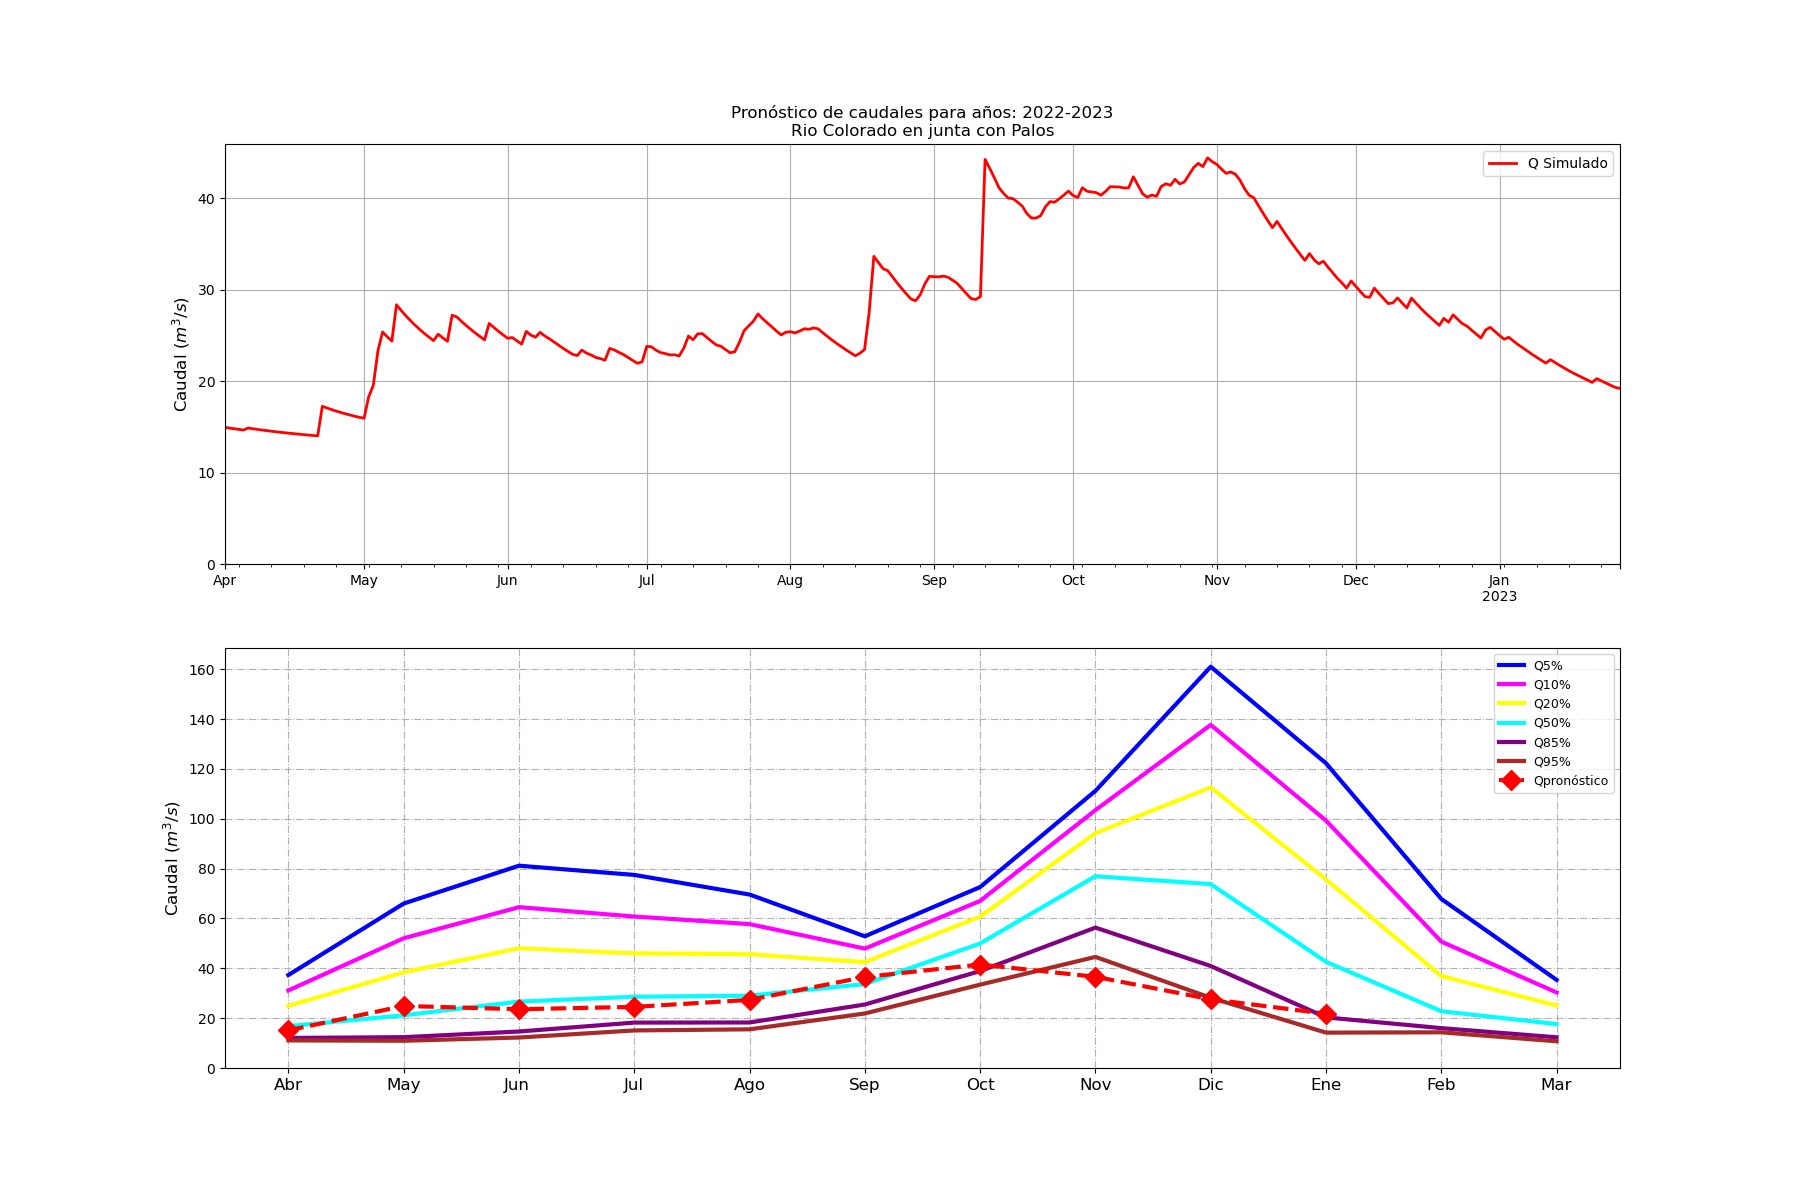 Pronóstico de caudales para años: 2022-2023
Rio Colorado en junta con Palos
Q Simulado
Caudal (m³/s)
40
30
20
10
0
Apr May Jun Jul Aug Sep Oct Nov Dec Jan
2023
Q5%
Q10%
Q20%
Q50%
Q85%
Q95%
Qpronóstico
Caudal (m³/s)
160
140
120
100
80
60
40
20
0
Abr May Jun Jul Ago Sep Oct Nov Dic Ene Feb Mar